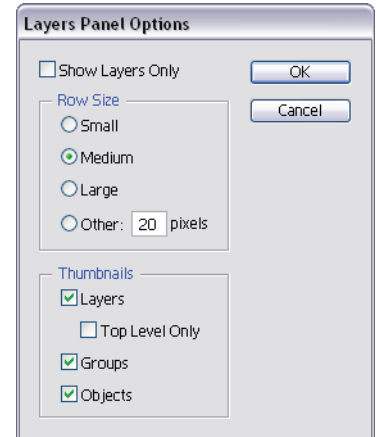 Layers Panel Options
Show Layers Only
OK
Cancel
Row Size
Small
Medium
Large
Other: 20 pixels
Thumbnails
Layers
Top Level Only
Groups
Objects